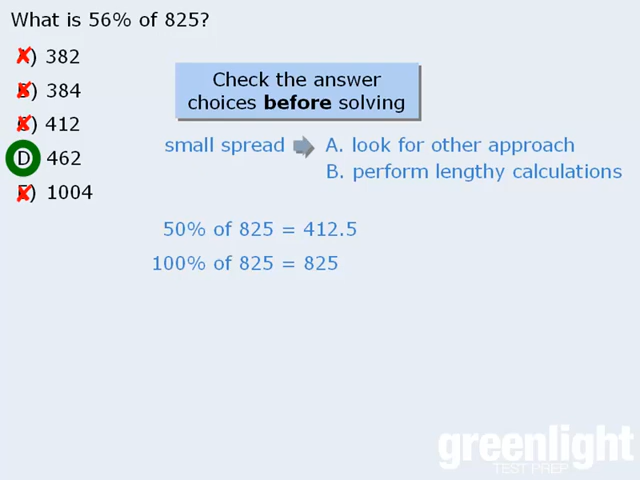 What is 56% of 825?
A) 382
B) 384
C) 412
D) 462
E) 1004
Check the answer
choices before solving
small spread
A. look for other approach
B. perform lengthy calculations
50% of 825 = 412.5
100% of 825 = 825
greenlight
TEST PREP